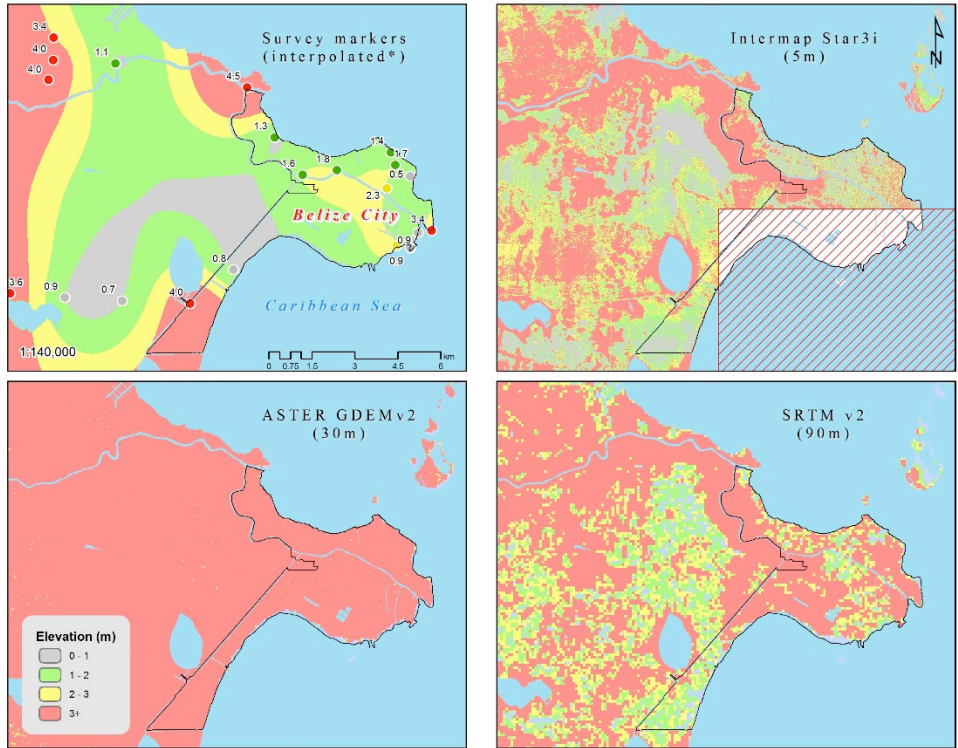 3.4
4.0
4.0
1.1
Survey markers
(interpolated*)
4.5
1.3
1.4
1.7
1.6
1.8
0.5
2.3
Belize City
3.4
0.9
0.9
0.8
3.6
0.9
0.7
4.0
Caribbean Sea
1:140,000
km
0 0.75 1.5 3 4.5 6
Intermap Star3i
(5m)
N
ASTER GDEMv2
(30m)
Elevation (m)
0 - 1
1 - 2
2 - 3
3+
SRTM v2
(90m)